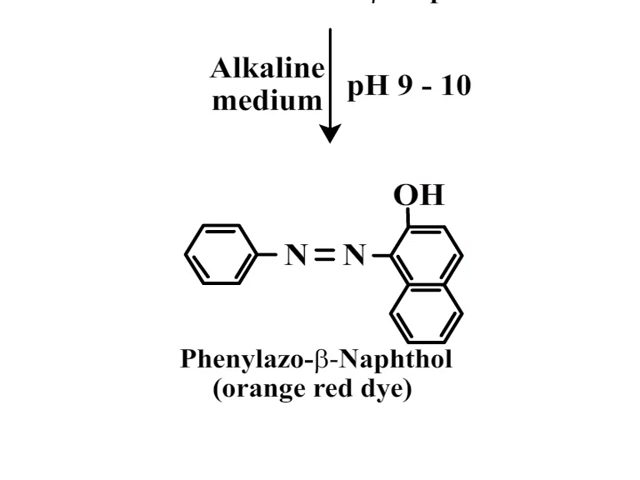 Alkaline
medium
pH 9 - 10
OH
N=N
Phenylazo-β-Naphthol
(orange red dye)